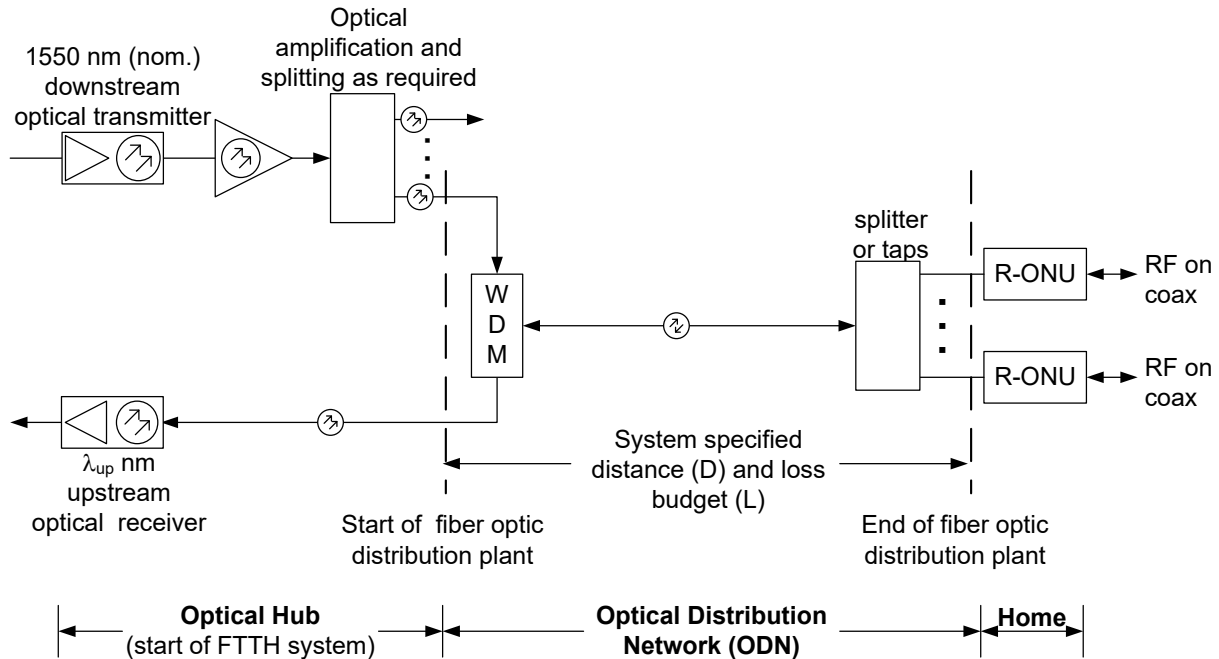 Optical
amplification and
splitting as required
1550 nm (nom.)
downstream
optical transmitter
splitter
or taps
R-ONU
RF on
coax
W
D
M
R-ONU
RF on
coax
λup nm
upstream
optical receiver
System specified
distance (D) and loss
budget (L)
Start of fiber optic
distribution plant
End of fiber optic
distribution plant
Optical Hub
(start of FTTH system)
Optical Distribution
Network (ODN)
Home